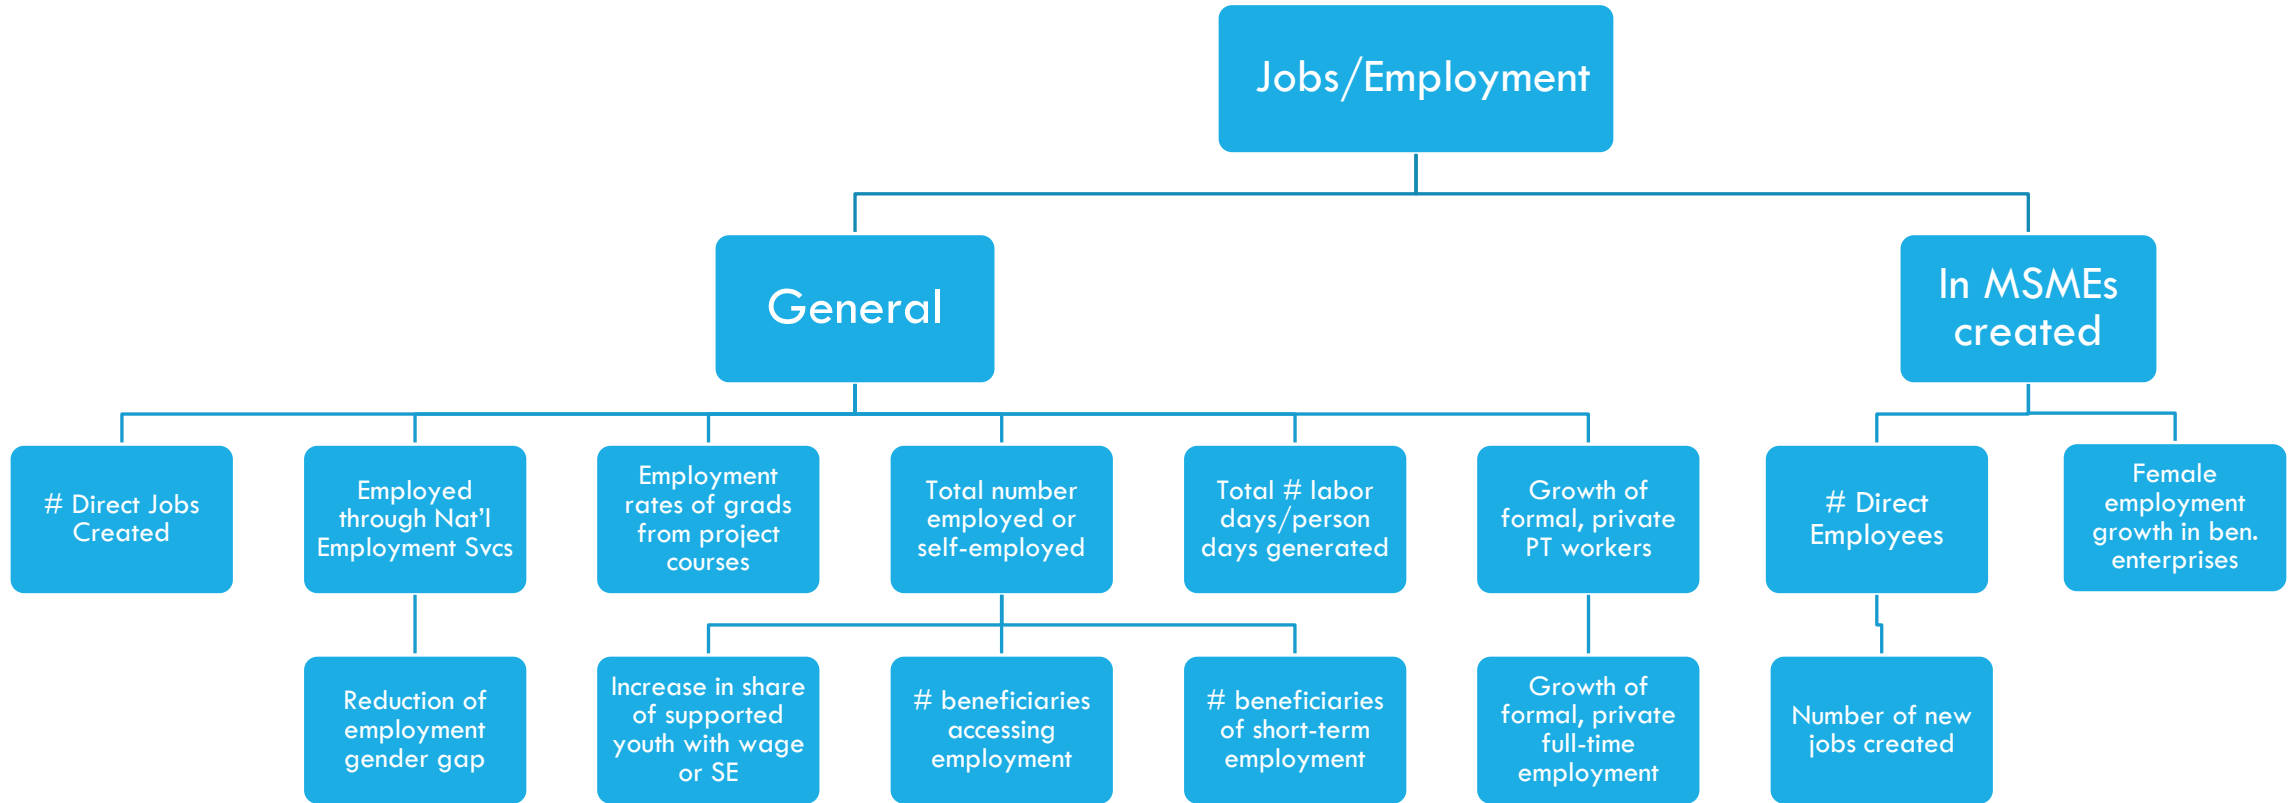 Jobs/Employment
General
In MSMEs
created
# Direct Jobs
Created
Employed
through Nat’l
Employment Svcs
Employment
rates of grads
from project
courses
Total number
employed or
self-employed
Total # labor
days/person
days generated
Growth of
formal, private
PT workers
# Direct
Employees
Female
employment
growth in ben.
enterprises
Reduction of
employment
gender gap
Increase in share
of supported
youth with wage
or SE
# beneficiaries
accessing
employment
# beneficiaries
of short-term
employment
Growth of
formal, private
full-time
employment
Number of new
jobs created